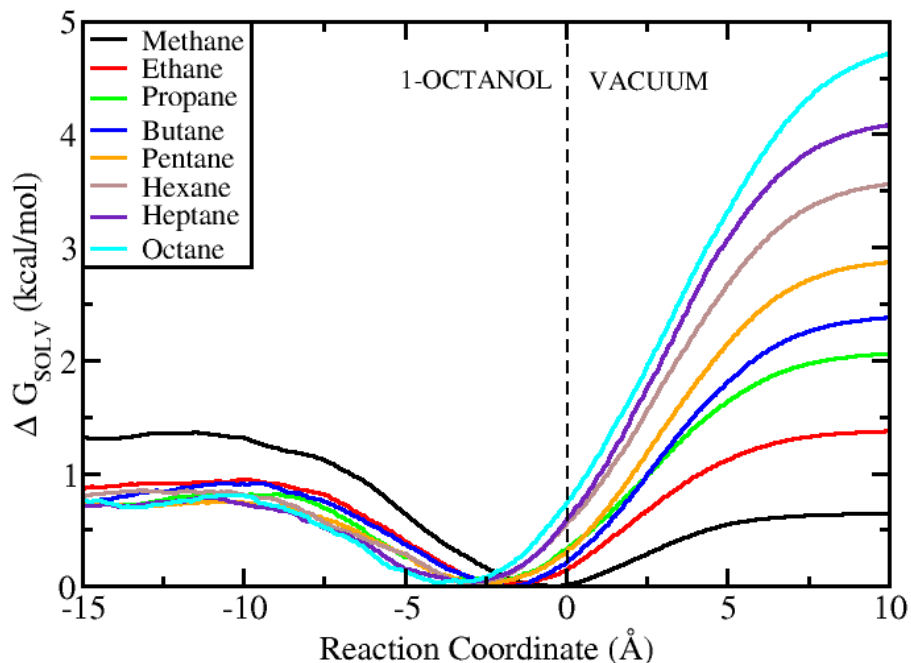 5
4
3
2
1
0
Δ G_SOLV (kcal/mol)
Methane
Ethane
Propane
Butane
Pentane
Hexane
Heptane
Octane
1-OCTANOL VACUUM
-15 -10 -5 0 5 10
Reaction Coordinate (Å)